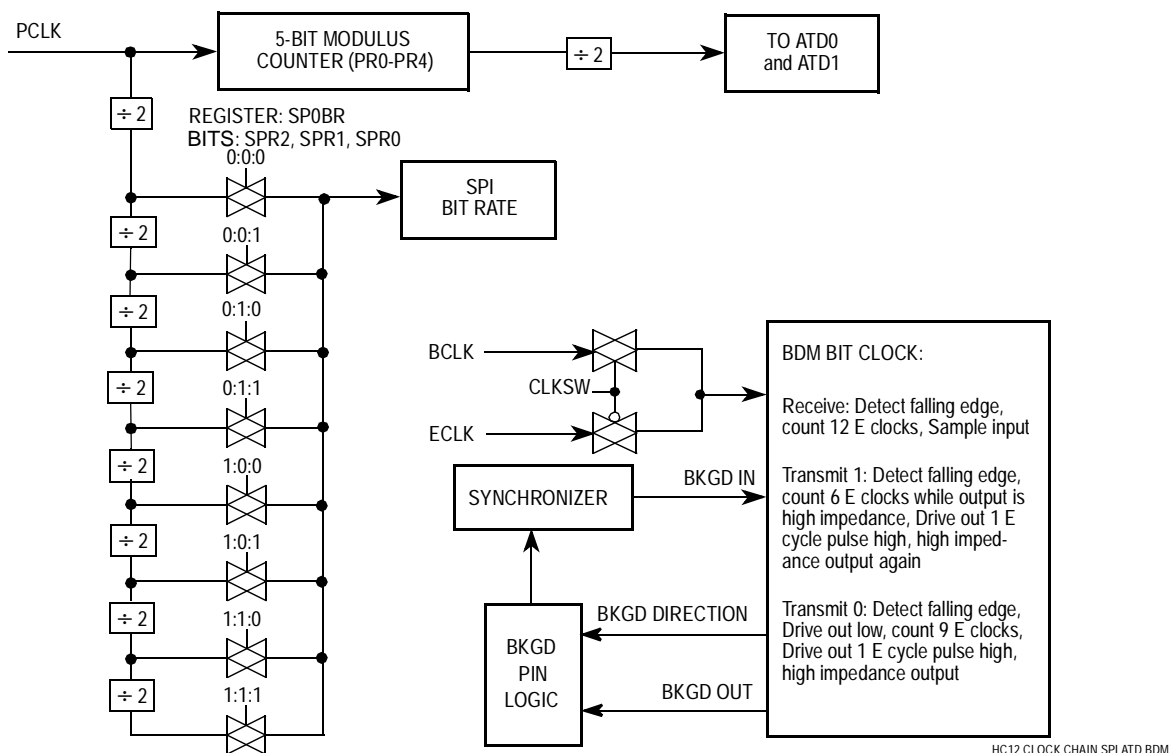 PCLK
5-BIT MODULUS
COUNTER (PR0-PR4)
÷ 2
TO ATD0
and ATD1
÷ 2
REGISTER: SP0BR
BITS: SPR2, SPR1, SPR0
0:0:0
SPI
BIT RATE
÷ 2
0:0:1
÷ 2
0:1:0
÷ 2
0:1:1
÷ 2
1:0:0
÷ 2
1:0:1
÷ 2
1:1:0
÷ 2
1:1:1
BCLK
CLKSW
ECLK
BDM BIT CLOCK:
Receive: Detect falling edge,
count 12 E clocks, Sample input
Transmit 1: Detect falling edge,
count 6 E clocks while output is
high impedance, Drive out 1 E
cycle pulse high, high imped-
ance output again
Transmit 0: Detect falling edge,
Drive out low, count 9 E clocks,
Drive out 1 E cycle pulse high,
high impedance output
SYNCHRONIZER
BKGD IN
BKGD
PIN
LOGIC
BKGD DIRECTION
BKGD OUT
HC12 CLOCK CHAIN SPI ATD BDM